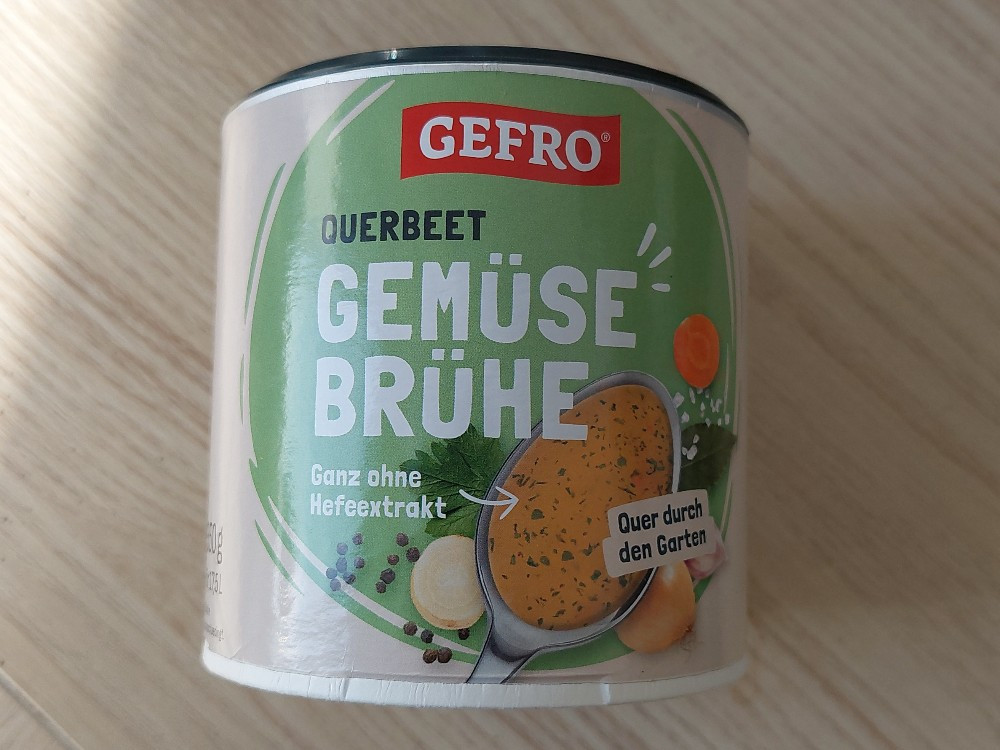 GEFRO®
QUERBEET
GEMÜSE
BRÜHE
Ganz ohne
Hefeextrakt
Quer durch
den Garten